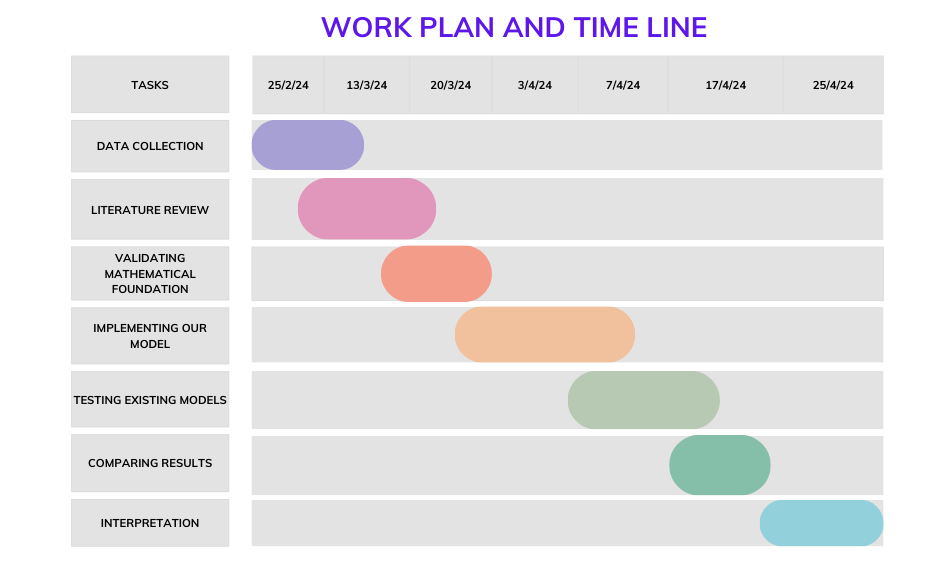 WORK PLAN AND TIME LINE
TASKS
25/2/24
13/3/24
20/3/24
3/4/24
7/4/24
17/4/24
25/4/24
DATA COLLECTION
LITERATURE REVIEW
VALIDATING
MATHEMATICAL
FOUNDATION
IMPLEMENTING OUR
MODEL
TESTING EXISTING MODELS
COMPARING RESULTS
INTERPRETATION